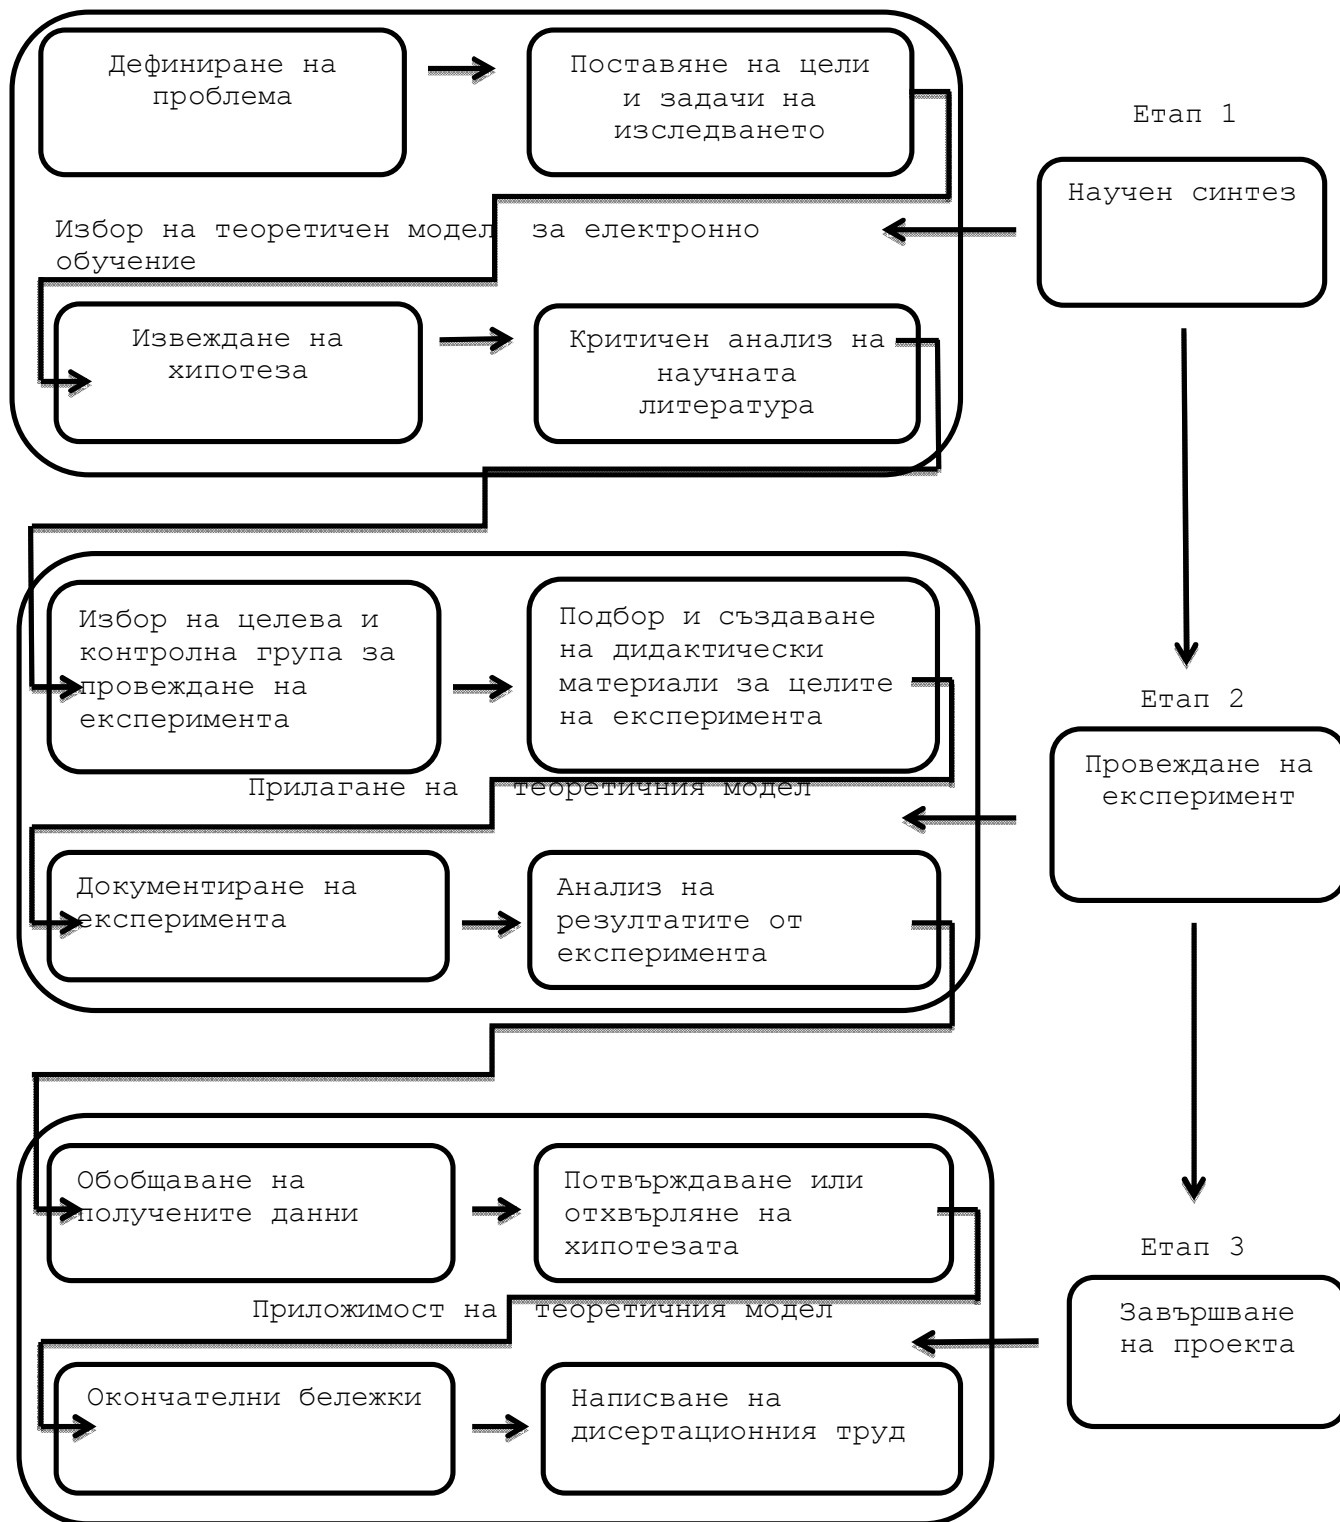 Дефиниране на
проблема
Поставяне на цели
и задачи на
изследването
Етап 1
Научен синтез
Избор на теоретичен модел за електронно
обучение
Извеждане на
хипотеза
Критичен анализ на
научната
литература
Избор на целева и
контролна група за
провеждане на
експеримента
Подбор и създаване
на дидактически
материали за целите
на експеримента
Етап 2
Провеждане на
експеримент
Прилагане на теоретичния модел
Документиране на
експеримента
Анализ на
резултатите от
експеримента
Обобщаване на
получените данни
Потвърждаване или
отхвърляне на
хипотезата
Етап 3
Завършване
на проекта
Приложимост на теоретичния модел
Окончателни бележки
Написване на
дисертационния труд